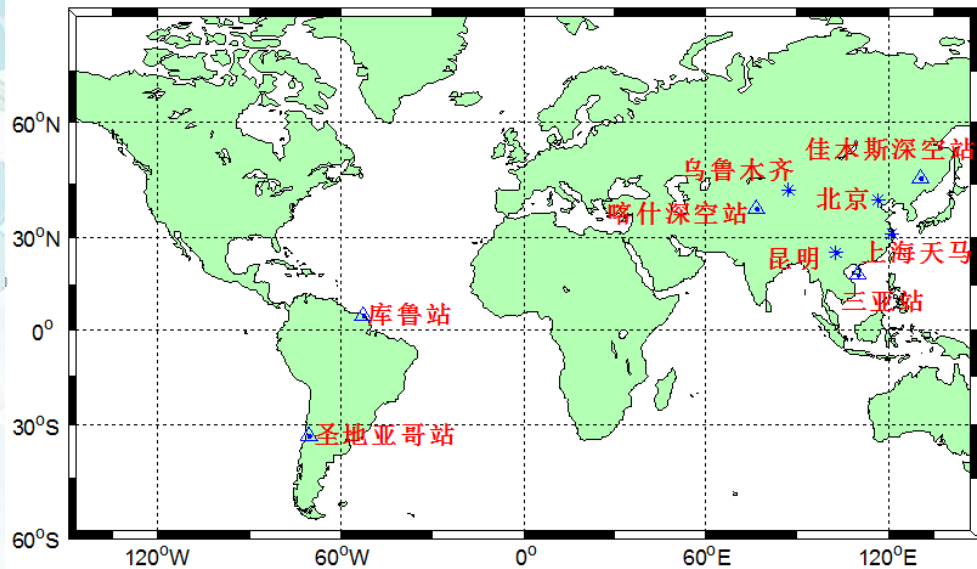 60°N
佳木斯深空站
乌鲁木齐
北京
喀什深空站
30°N
昆明
上海天马
三亚站
库鲁站
0°
30°S
圣地亚哥站
60°S
120°W
60°W
0°
60°E
120°E